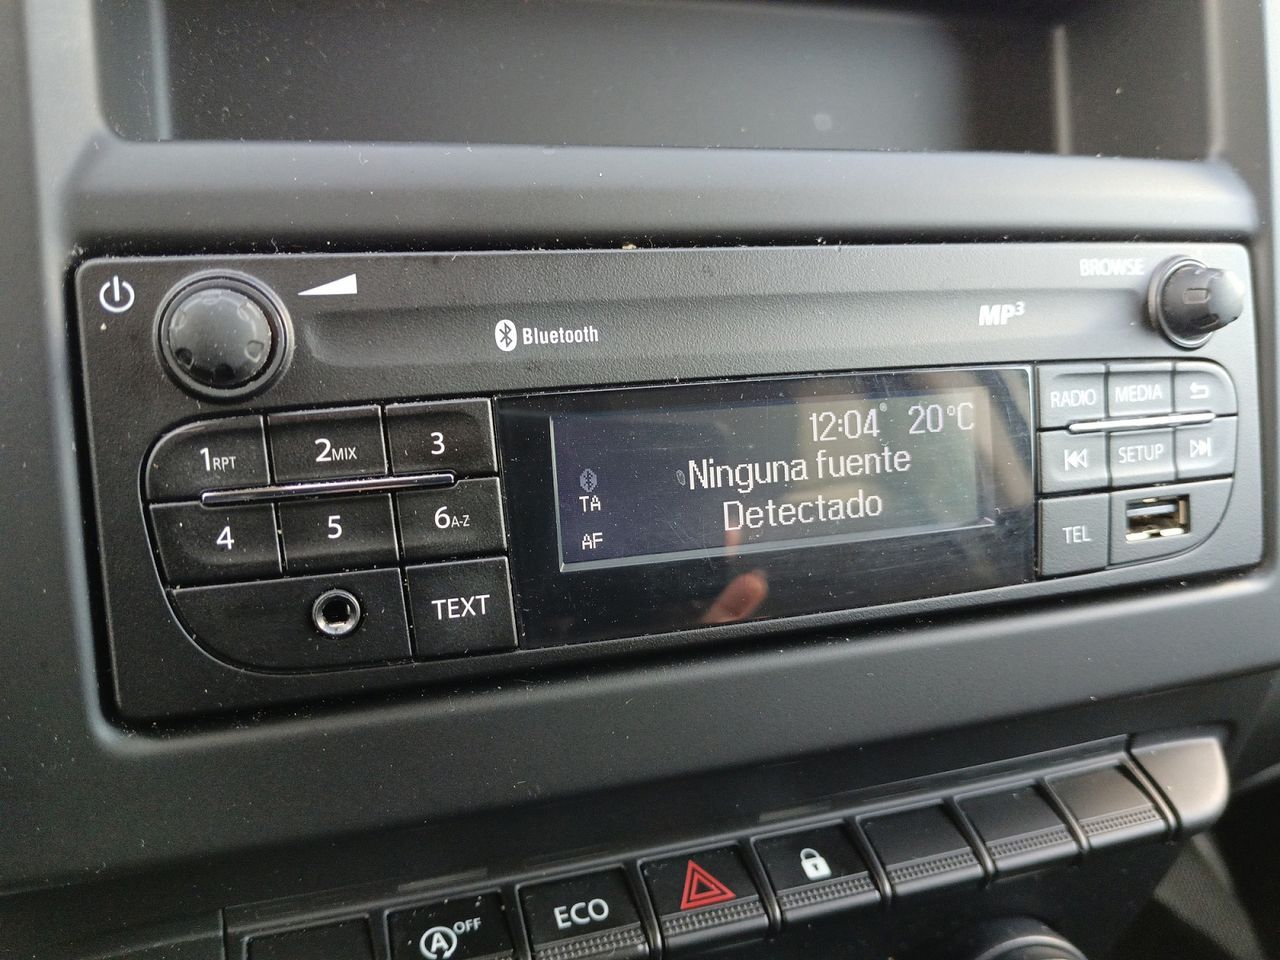 BROWSE
Bluetooth
MP3
1RPT
2MIX
3
4
5
6A-Z
TEXT
12:04 20°C
Ninguna fuente
Detectado
TA
AF
RADIO
MEDIA
SETUP
TEL
A OFF
ECO